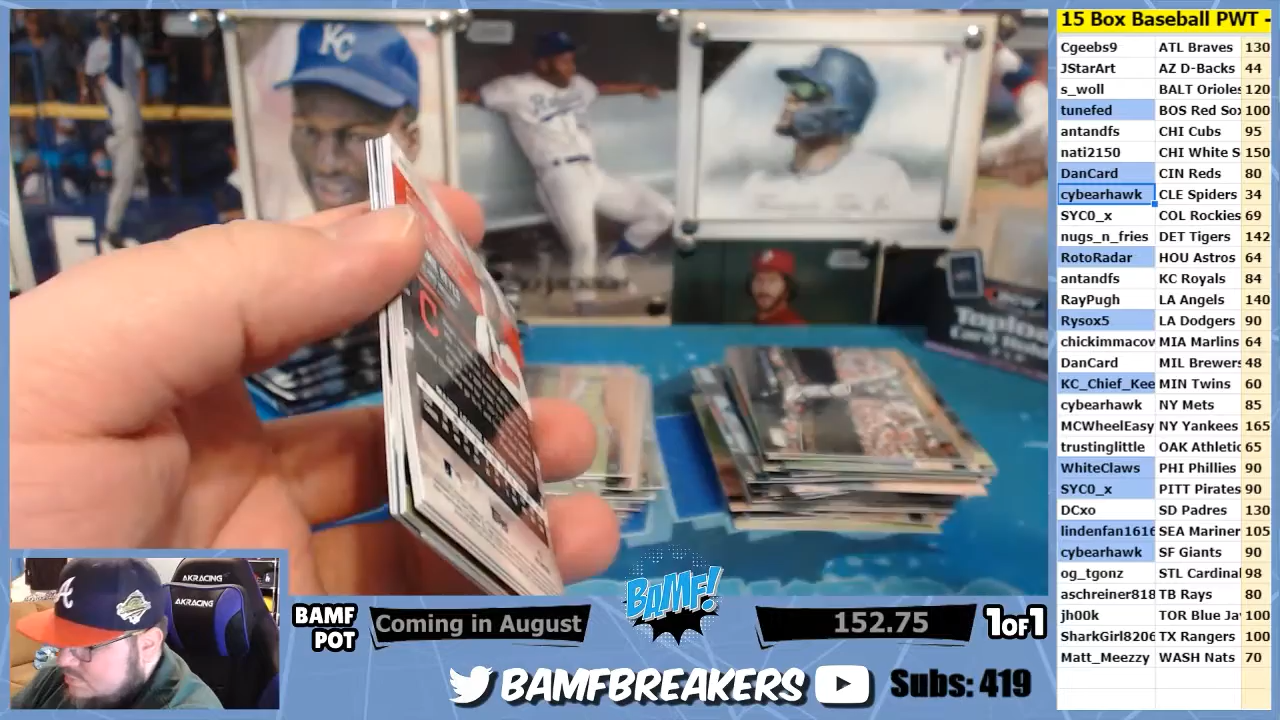 15 Box Baseball PWT -
Cgeebs9 ATL Braves 130
JStarArt AZ D-Backs 44
s_woll BALT Orioles 120
tunefed BOS Red Sox 100
antandfs CHI Cubs 95
nati2150 CHI White S 150
DanCard CIN Reds 80
cybearhawk CLE Spiders 34
SYC0_x COL Rockies 69
nugs_n_fries DET Tigers 142
RotoRadar HOU Astros 64
antandfs KC Royals 84
RayPugh LA Angels 140
Rysox5 LA Dodgers 90
chickimmacov MIA Marlins 64
DanCard MIL Brewers 48
KC_Chief_Kee MIN Twins 60
cybearhawk NY Mets 85
MCWheelEasy NY Yankees 165
trustinglittle OAK Athletic 65
WhiteClaws PHI Phillies 90
SYC0_x PITT Pirates 90
DCxo SD Padres 130
lindenfan1616 SEA Mariner 105
cybearhawk SF Giants 90
og_tgonz STL Cardinal 98
aschreiner818 TB Rays 80
jh00k TOR Blue Ja 100
SharkGirl8206 TX Rangers 100
Matt_Meezzy WASH Nats 70
KC
Royals
C
A
AKRACING
AKRACING
BAMF POT
Coming in August
BAMF!
152.75
1OF1
BAMFBREAKERS
Subs: 419